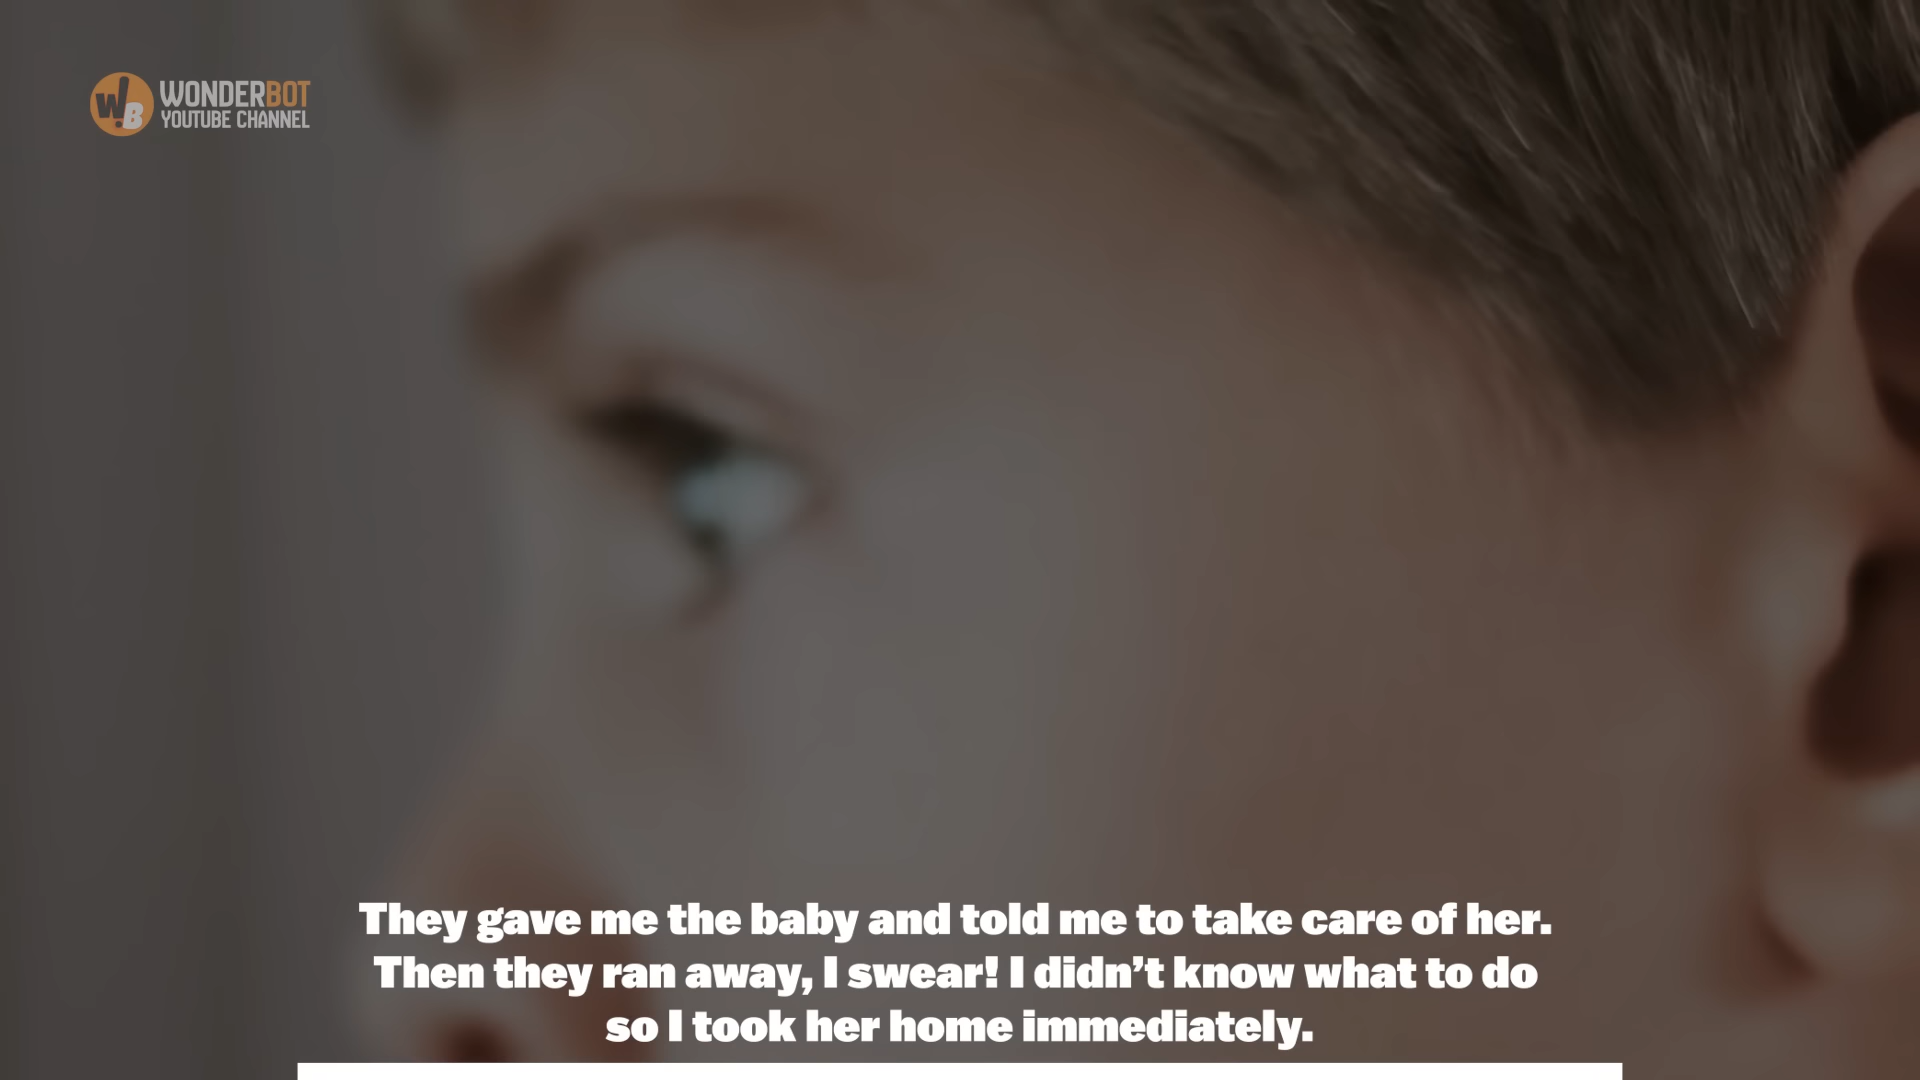 WONDERBOT
YOUTUBE CHANNEL
They gave me the baby and told me to take care of her.
Then they ran away, I swear! I didn't know what to do
so I took her home immediately.